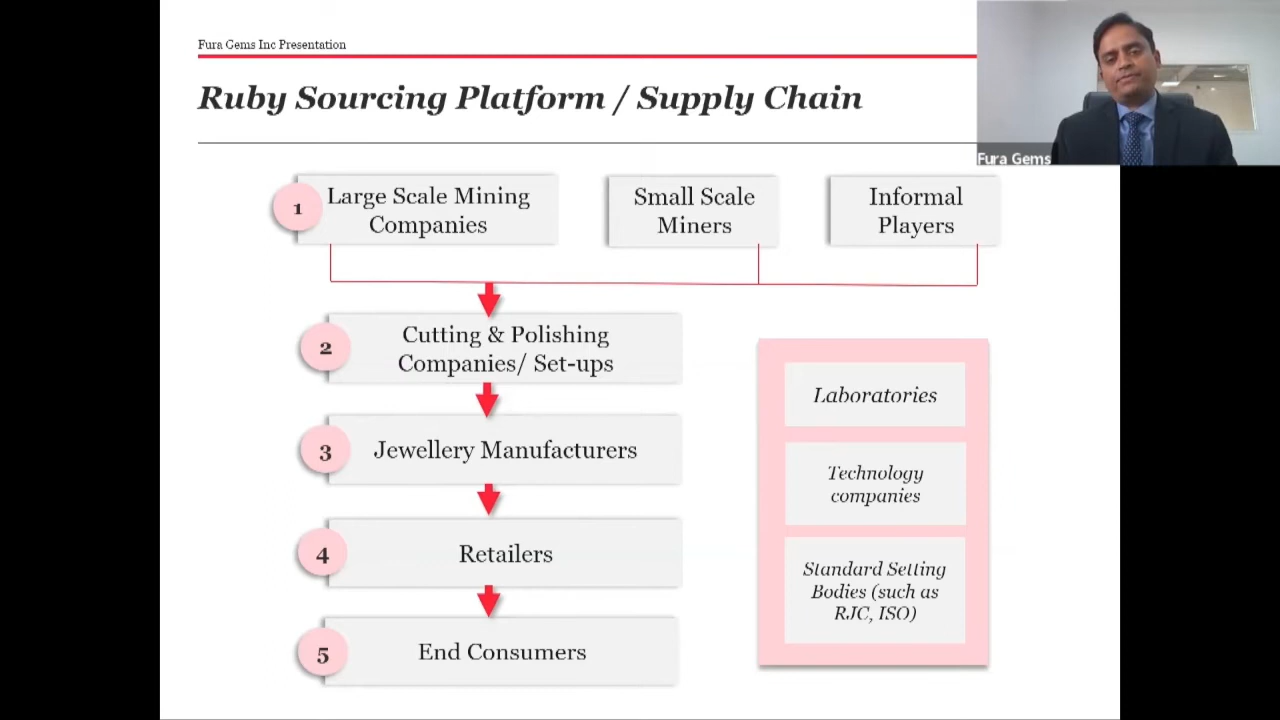 Fura Gems Inc Presentation
Ruby Sourcing Platform / Supply Chain
Fura Gems
1
Large Scale Mining
Companies
Small Scale
Miners
Informal
Players
2
Cutting & Polishing
Companies/ Set-ups
3
Jewellery Manufacturers
4
Retailers
5
End Consumers
Laboratories
Technology
companies
Standard Setting
Bodies (such as
RJC, ISO)